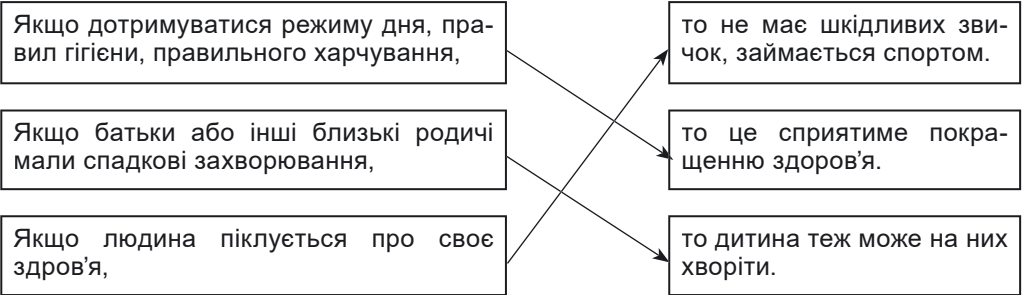 Якщо дотримуватися режиму дня, пра-
вил гігієни, правильного харчування,
то не має шкідливих зви-
чок, займається спортом.
Якщо батьки або інші близькі родичі
мали спадкові захворювання,
то це сприятиме покра-
щенню здоров’я.
Якщо людина піклується про своє
здров’я,
то дитина теж може на них
хворіти.